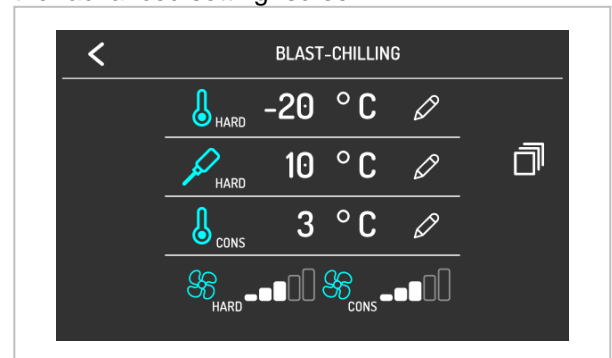 BLAST-CHILLING
HARD -20 °C
HARD 10 °C
CONS 3 °C
HARD CONS